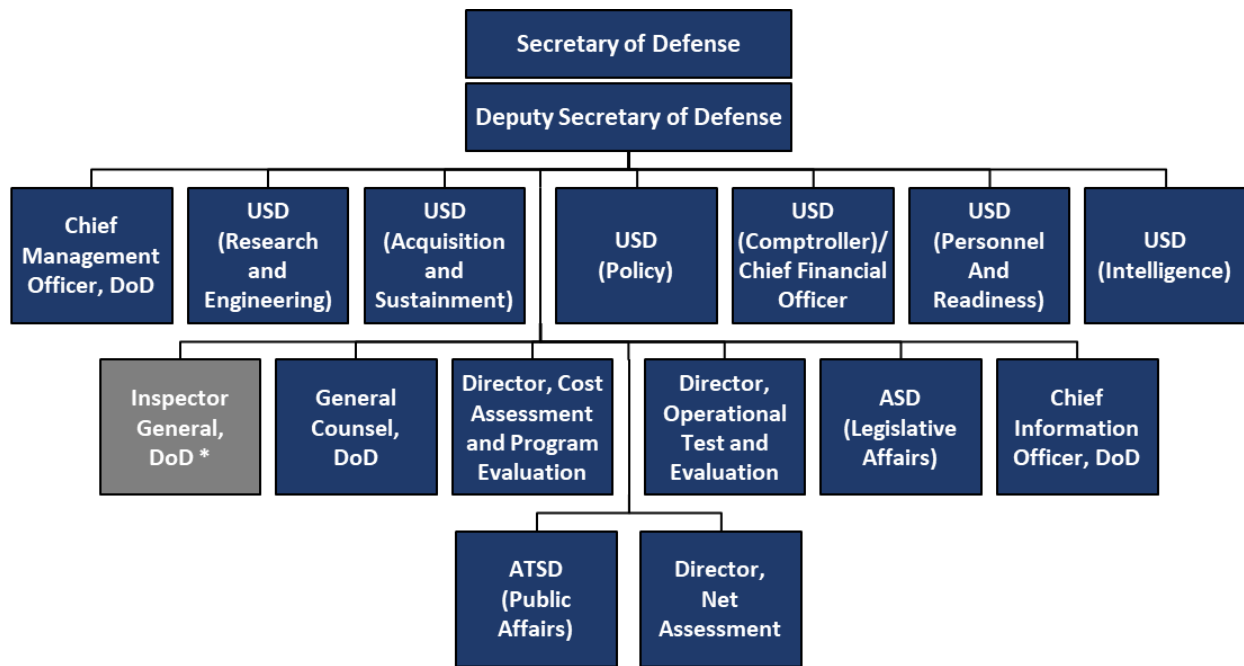 Secretary of Defense
Deputy Secretary of Defense
Chief
Management
Officer, DoD
USD
(Research
and
Engineering)
USD
(Acquisition
and
Sustainment)
USD
(Policy)
USD
(Comptroller)/
Chief Financial
Officer
USD
(Personnel
And
Readiness)
USD
(Intelligence)
Inspector
General,
DoD *
General
Counsel,
DoD
Director, Cost
Assessment
and Program
Evaluation
Director,
Operational
Test and
Evaluation
ASD
(Legislative
Affairs)
Chief
Information
Officer, DoD
ATSD
(Public
Affairs)
Director,
Net
Assessment